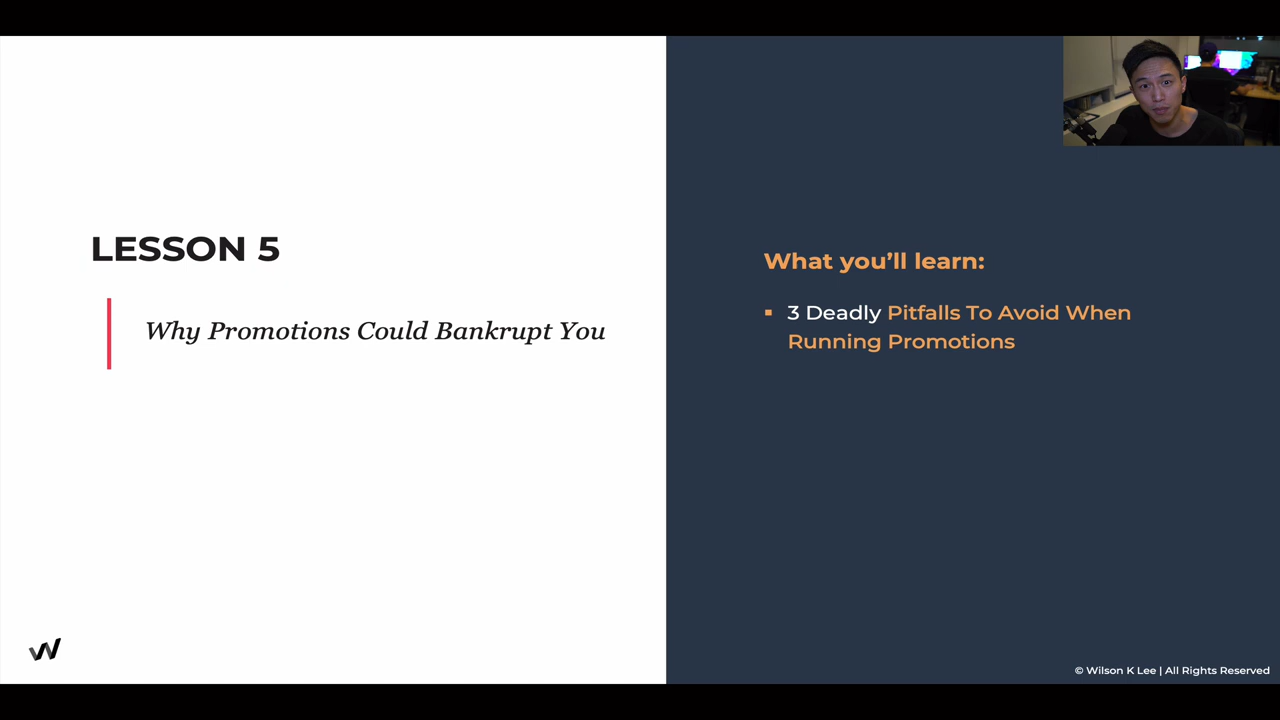 LESSON 5
Why Promotions Could Bankrupt You
What you’ll learn:
▪ 3 Deadly Pitfalls To Avoid When
Running Promotions
© Wilson K Lee | All Rights Reserved